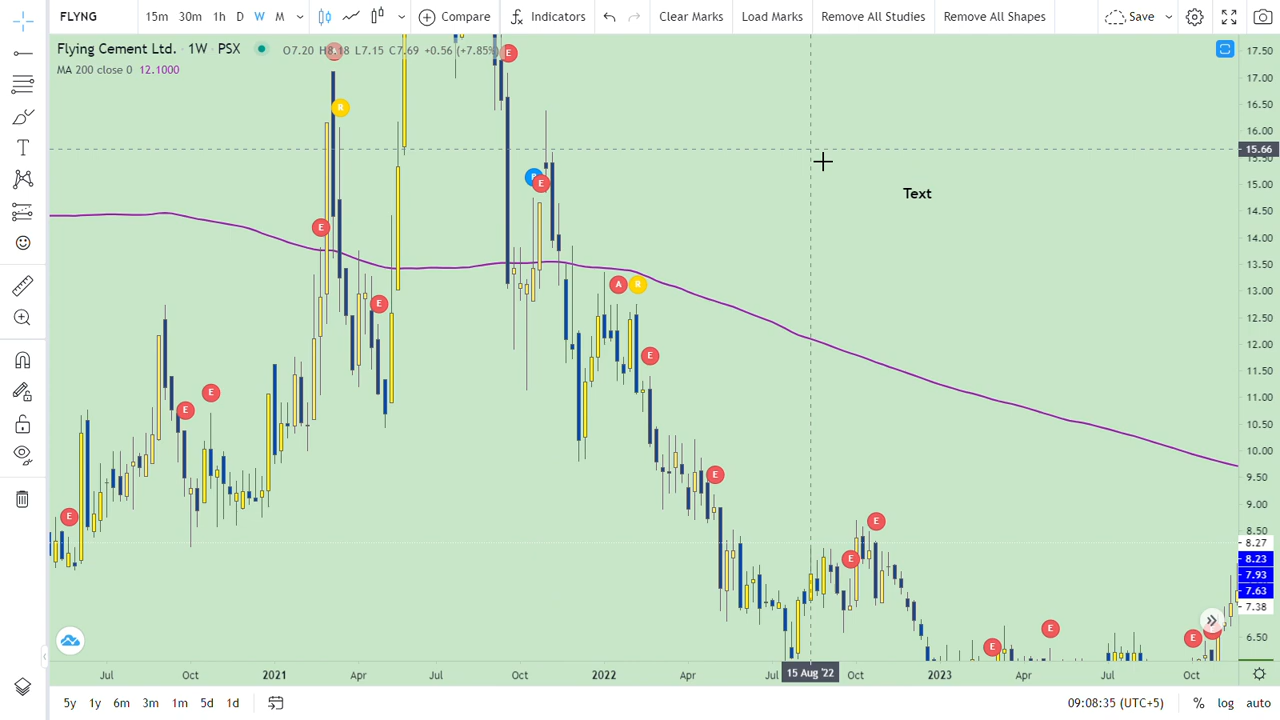 FLYNG 15m 30m 1h D W M Compare Indicators Clear Marks Load Marks Remove All Studies Remove All Shapes Save
Flying Cement Ltd. · 1W · PSX O7.20 H8.18 L7.15 C7.69 +0.56 (+7.85%)
MA 200 close 0 12.1000
Text
E
R
E
E
E
A
R
E
E
E
E
E
E
E
E
E
E
E
17.50
17.00
16.50
16.00
15.66
15.50
15.00
14.50
14.00
13.50
13.00
12.50
12.00
11.50
11.00
10.50
10.00
9.50
9.00
8.50
8.27
8.23
7.93
7.63
7.38
6.50
Jul Oct 2021 Apr Jul Oct 2022 Apr Jul 15 Aug '22 Oct 2023 Apr Jul Oct
5y 1y 6m 3m 1m 5d 1d 09:08:35 (UTC+5) % log auto